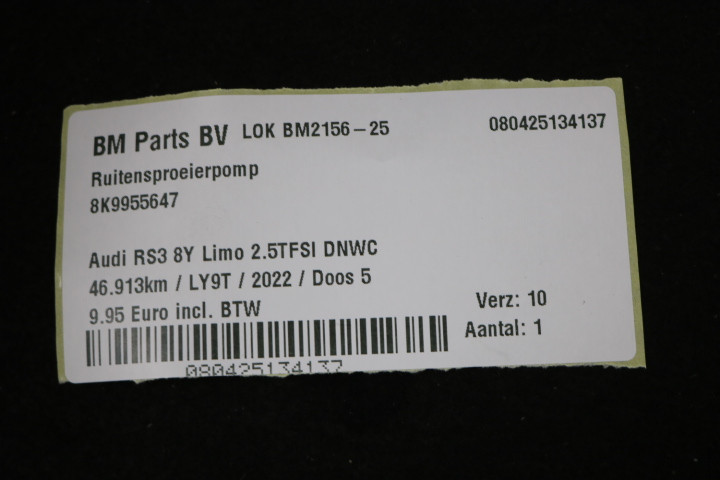 BM Parts BV LOK BM2156-25 080425134137
Ruitensproeierpomp
8K9955647
Audi RS3 8Y Limo 2.5TFSI DNWC
46.913km / LY9T / 2022 / Doos 5
9.95 Euro incl. BTW
Verz: 10
Aantal: 1
080425134137